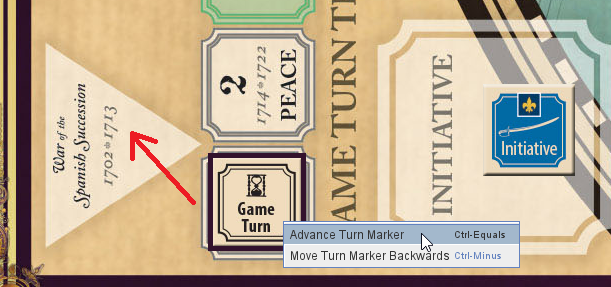 War of the
Spanish Succession
1702*1713
2
1714*1722
PEACE
GAME TURN T
INITIATIVE
Initiative
Game
Turn
Advance Turn Marker Ctrl-Equals
Move Turn Marker Backwards Ctrl-Minus